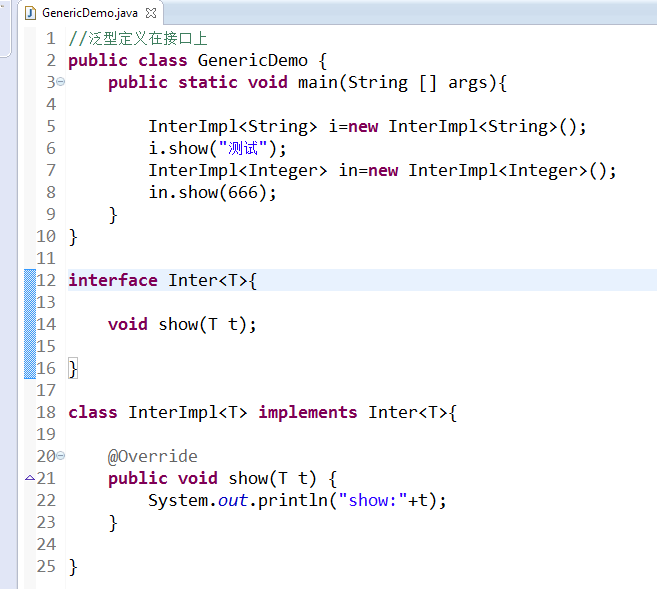 GenericDemo.java
1 //泛型定义在接口上
2 public class GenericDemo {
3 public static void main(String [] args){
4
5 InterImpl<String> i=new InterImpl<String>();
6 i.show("测试");
7 InterImpl<Integer> in=new InterImpl<Integer>();
8 in.show(666);
9 }
10 }
11
12 interface Inter<T>{
13
14 void show(T t);
15
16 }
17
18 class InterImpl<T> implements Inter<T>{
19
20 @Override
21 public void show(T t) {
22 System.out.println("show:"+t);
23 }
24
25 }